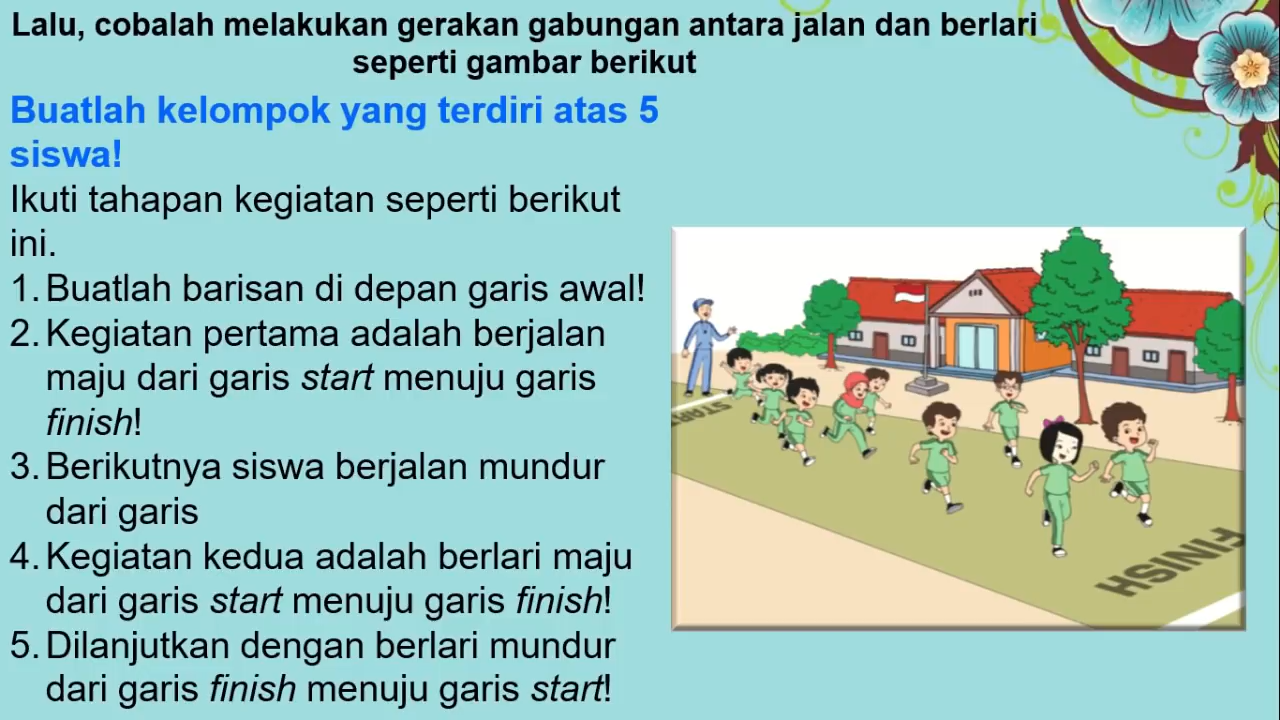 Lalu, cobalah melakukan gerakan gabungan antara jalan dan berlari
seperti gambar berikut
Buatlah kelompok yang terdiri atas 5
siswa!
Ikuti tahapan kegiatan seperti berikut
ini.
1. Buatlah barisan di depan garis awal!
2. Kegiatan pertama adalah berjalan
maju dari garis start menuju garis
finish!
3. Berikutnya siswa berjalan mundur
dari garis
4. Kegiatan kedua adalah berlari maju
dari garis start menuju garis finish!
5. Dilanjutkan dengan berlari mundur
dari garis finish menuju garis start!
START
FINISH